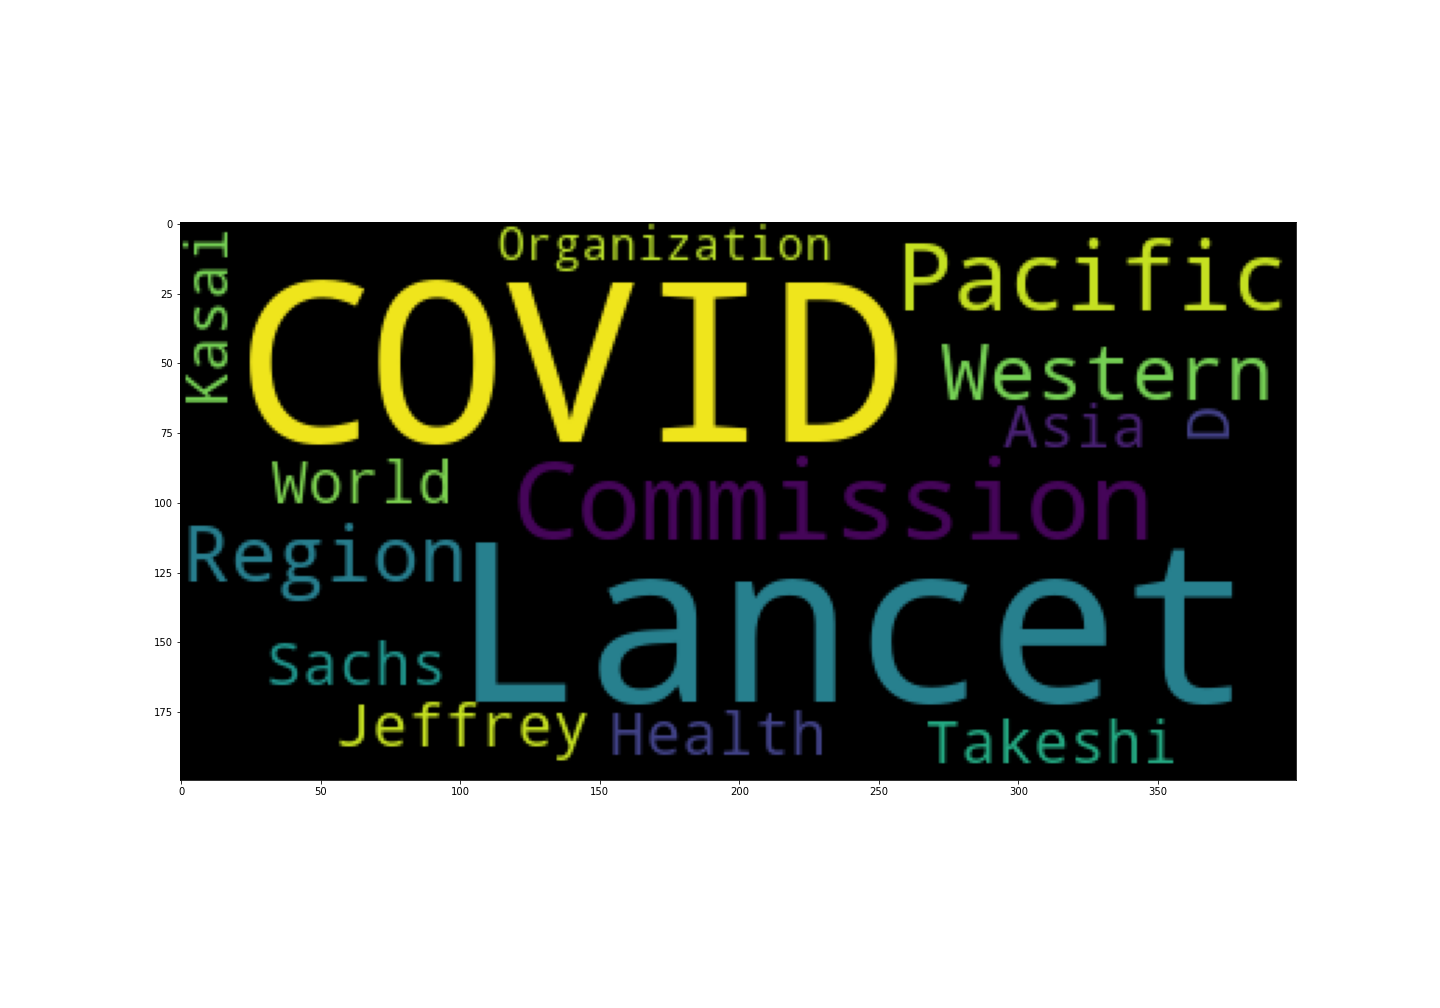 Kasai
Organization
COVID
Pacific
Western
Asia
D
World
Commission
Region
Lancet
Sachs
Jeffrey
Health
Takeshi
0
25
50
75
100
125
150
175
0 50 100 150 200 250 300 350